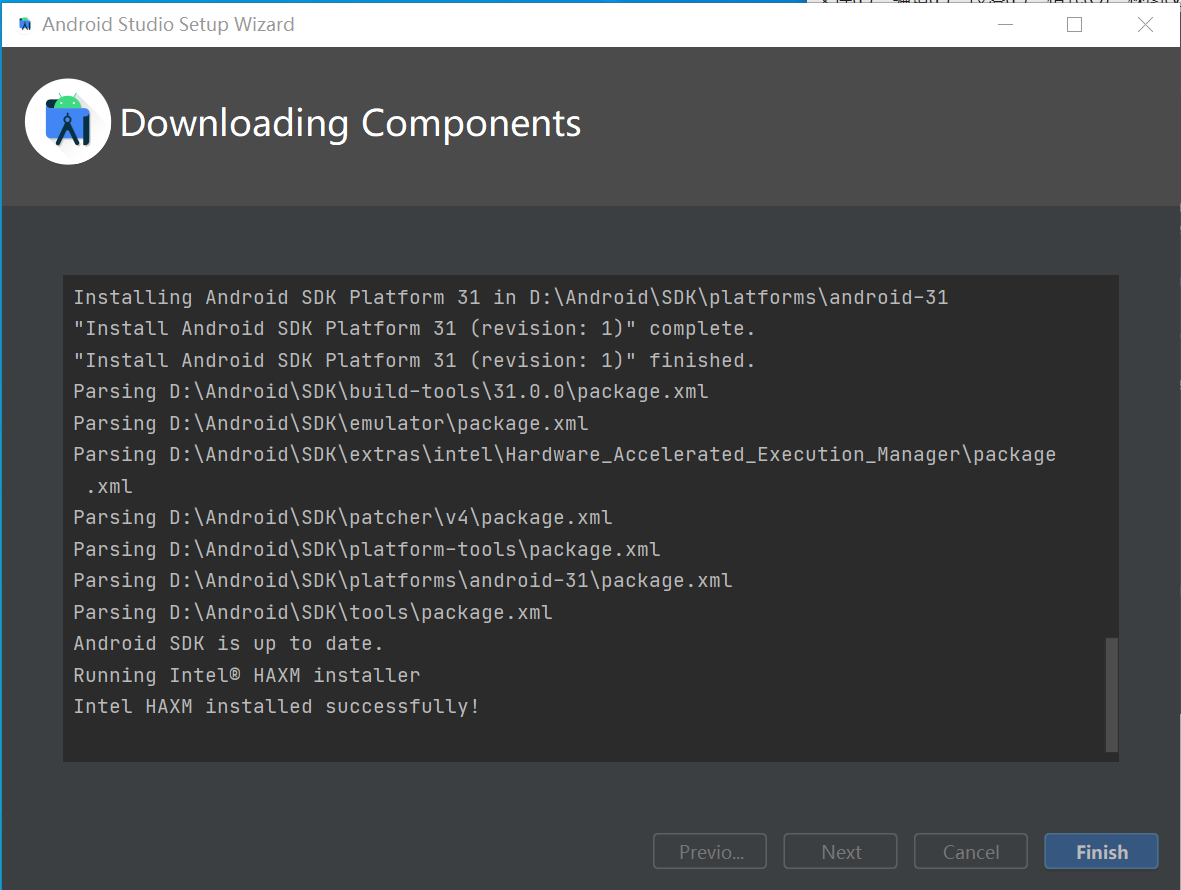 Android Studio Setup Wizard
Downloading Components
Installing Android SDK Platform 31 in D:\Android\SDK\platforms\android-31
"Install Android SDK Platform 31 (revision: 1)" complete.
"Install Android SDK Platform 31 (revision: 1)" finished.
Parsing D:\Android\SDK\build-tools\31.0.0\package.xml
Parsing D:\Android\SDK\emulator\package.xml
Parsing D:\Android\SDK\extras\intel\Hardware_Accelerated_Execution_Manager\package
.xml
Parsing D:\Android\SDK\patcher\v4\package.xml
Parsing D:\Android\SDK\platform-tools\package.xml
Parsing D:\Android\SDK\platforms\android-31\package.xml
Parsing D:\Android\SDK\tools\package.xml
Android SDK is up to date.
Running Intel® HAXM installer
Intel HAXM installed successfully!
Previo... Next Cancel Finish